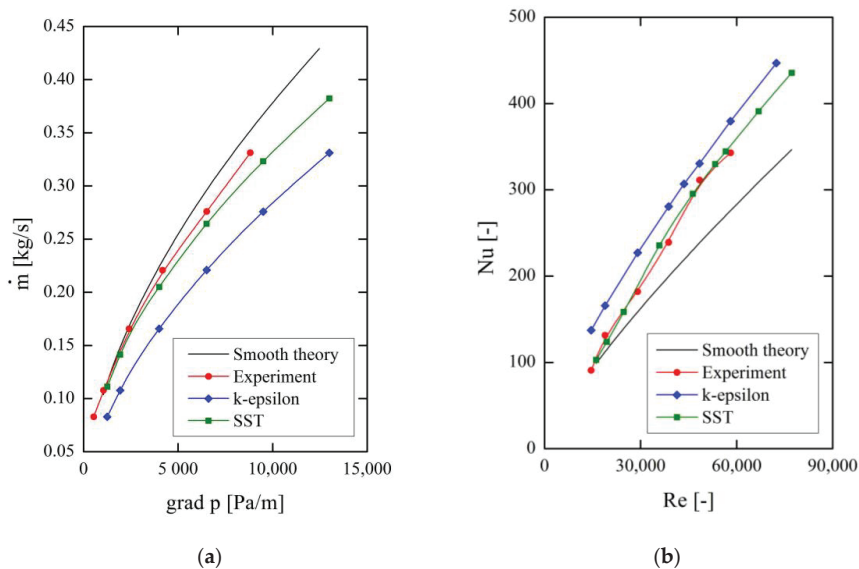 0.45
0.40
0.35
0.30
0.25
0.20
0.15
0.10
0.05
ṁ [kg/s]
0
5 000
10,000
15,000
grad p [Pa/m]
Smooth theory
Experiment
k-epsilon
SST
(a)
500
400
300
200
100
0
Nu [-]
0
30,000
60,000
90,000
Re [-]
Smooth theory
Experiment
k-epsilon
SST
(b)